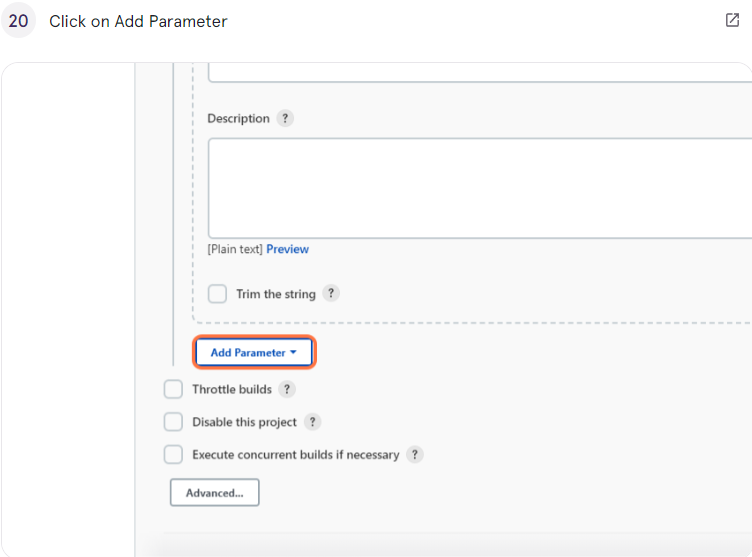 20 Click on Add Parameter
Description ?
[Plain text] Preview
Trim the string ?
Add Parameter
Throttle builds ?
Disable this project ?
Execute concurrent builds if necessary ?
Advanced...